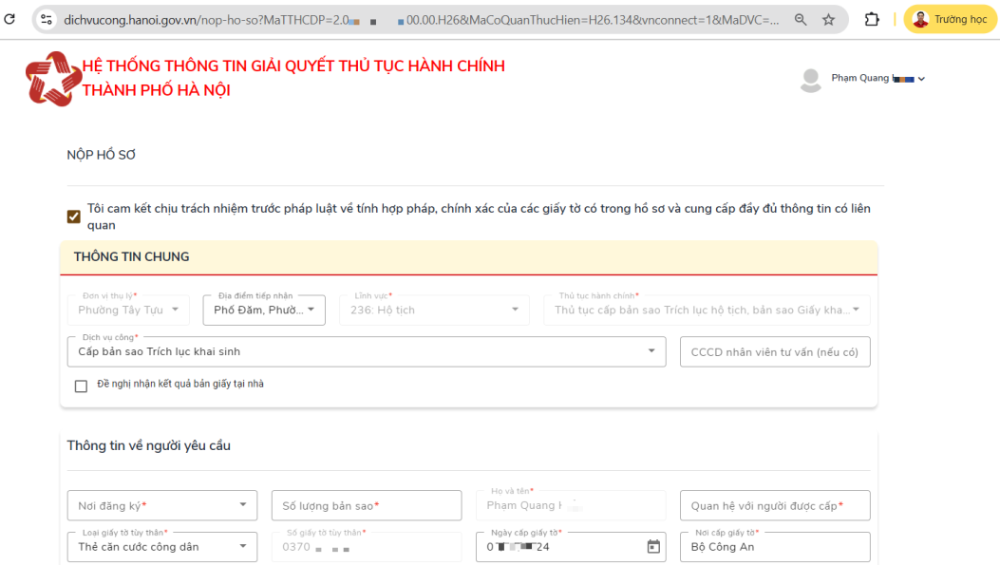 dichvucong.hanoi.gov.vn/nop-ho-so?MaTTHCDP=2.0 00.00.H26&MaCoQuanThucHien=H26.134&vnconnect=1&MaDVC=...
Trường học
HỆ THỐNG THÔNG TIN GIẢI QUYẾT THỦ TỤC HÀNH CHÍNH
THÀNH PHỐ HÀ NỘI
Phạm Quang
NỘP HỒ SƠ
Tôi cam kết chịu trách nhiệm trước pháp luật về tính hợp pháp, chính xác của các giấy tờ có trong hồ sơ và cung cấp đầy đủ thông tin có liên
quan
THÔNG TIN CHUNG
Đơn vị thụ lý* Địa điểm tiếp nhận Lĩnh vực* Thủ tục hành chính*
Phường Tây Tựu Phố Đăm, Phườ... 236: Hộ tịch Thủ tục cấp bản sao Trích lục hộ tịch, bản sao Giấy kha...
Dịch vụ công*
Cấp bản sao Trích lục khai sinh CCCD nhân viên tư vấn (nếu có)
Đề nghị nhận kết quả bản giấy tại nhà
Thông tin về người yêu cầu
Họ và tên*
Nơi đăng ký* Số lượng bản sao* Phạm Quang Quan hệ với người được cấp*
Loại giấy tờ tùy thân* Số giấy tờ tùy thân* Ngày cấp giấy tờ* Nơi cấp giấy tờ*
Thẻ căn cước công dân 0370 0 24 Bộ Công An